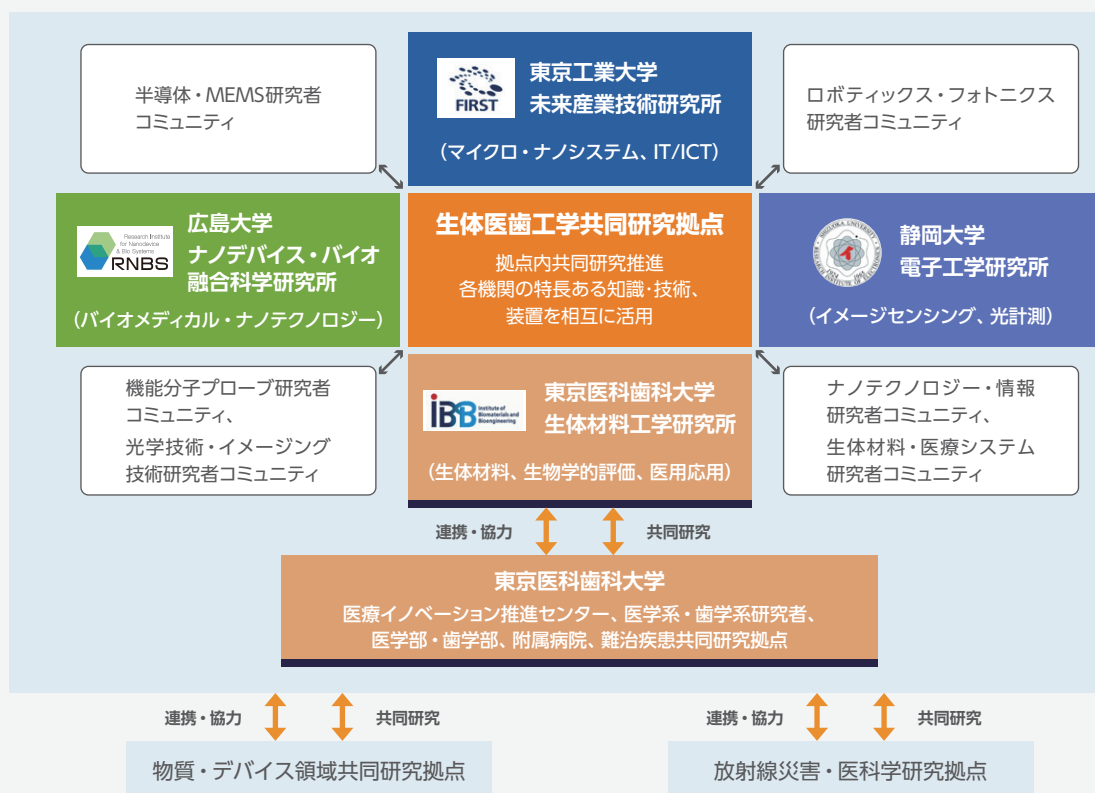 半導体・MEMS研究者
コミュニティ
FIRST
東京工業大学
未来産業技術研究所
（マイクロ・ナノシステム、IT/ICT）
ロボティックス・フォトニクス
研究者コミュニティ
Research Institute
for Nanodevice
& Bio Systems
RNBS
広島大学
ナノデバイス・バイオ
融合科学研究所
（バイオメディカル・ナノテクノロジー）
生体医歯工学共同研究拠点
拠点内共同研究推進
各機関の特長ある知識・技術、
装置を相互に活用
静岡大学
電子工学研究所
（イメージセンシング、光計測）
機能分子プローブ研究者
コミュニティ、
光学技術・イメージング
技術研究者コミュニティ
iBB
Institute of
Biomaterials and
Bioengineering
東京医科歯科大学
生体材料工学研究所
（生体材料、生物学的評価、医用応用）
ナノテクノロジー・情報
研究者コミュニティ、
生体材料・医療システム
研究者コミュニティ
連携・協力
共同研究
東京医科歯科大学
医療イノベーション推進センター、医学系・歯学系研究者、
医学部・歯学部、附属病院、難治疾患共同研究拠点
連携・協力
共同研究
連携・協力
共同研究
物質・デバイス領域共同研究拠点
放射線災害・医科学研究拠点